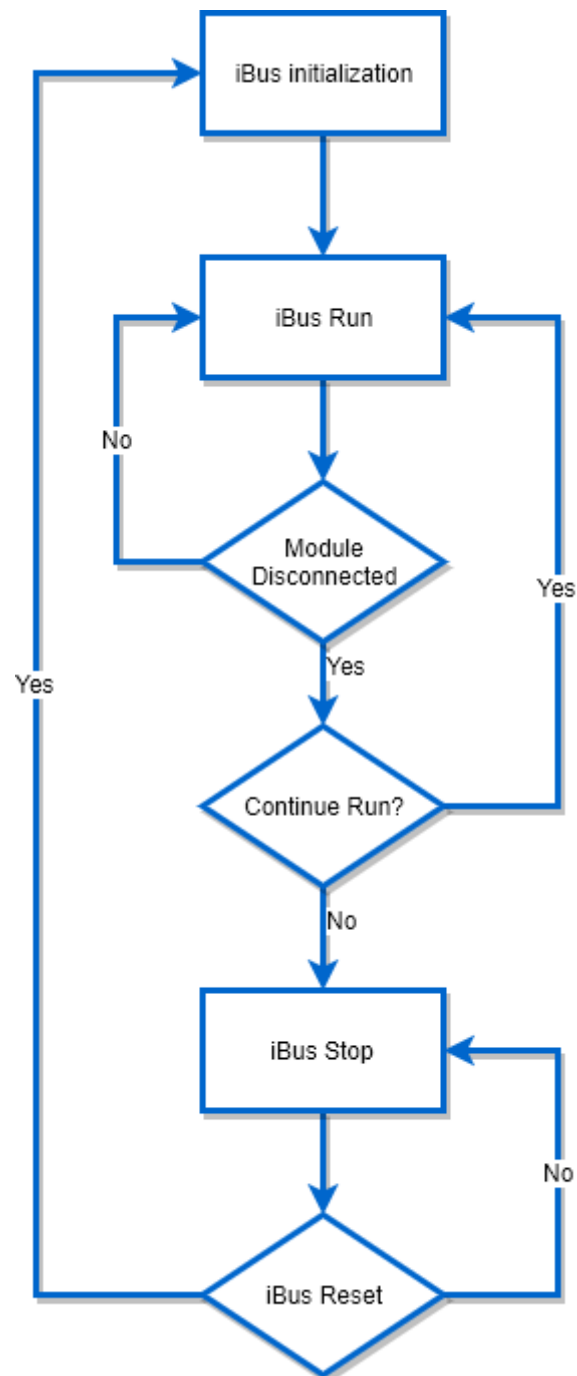 iBus initialization
iBus Run
No
Module
Disconnected
Yes
Yes
Yes
Continue Run?
No
iBus Stop
No
iBus Reset